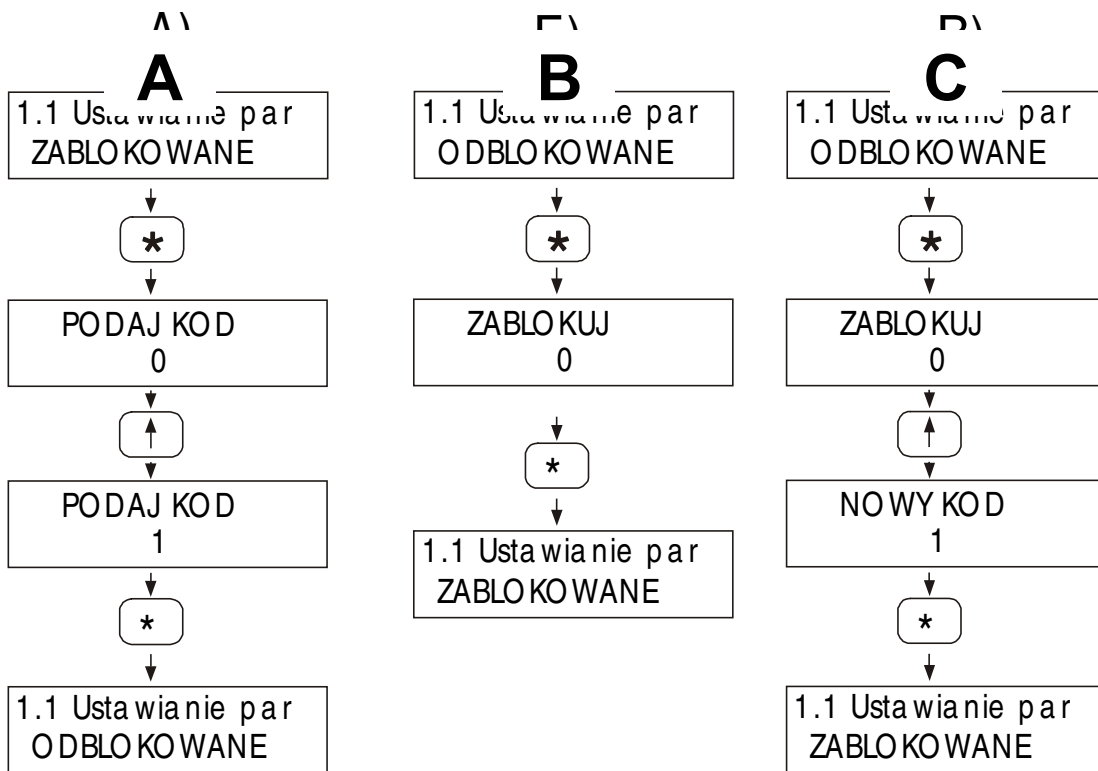 A
1.1 Ustawianie par
ZABLOKOWANE
*
PODAJ KOD
0
↑
PODAJ KOD
1
*
1.1 Ustawianie par
ODBLOKOWANE
B
1.1 Ustawianie par
ODBLOKOWANE
*
ZABLOKUJ
0
*
1.1 Ustawianie par
ZABLOKOWANE
C
1.1 Ustawianie par
ODBLOKOWANE
*
ZABLOKUJ
0
↑
NOWY KOD
1
*
1.1 Ustawianie par
ZABLOKOWANE